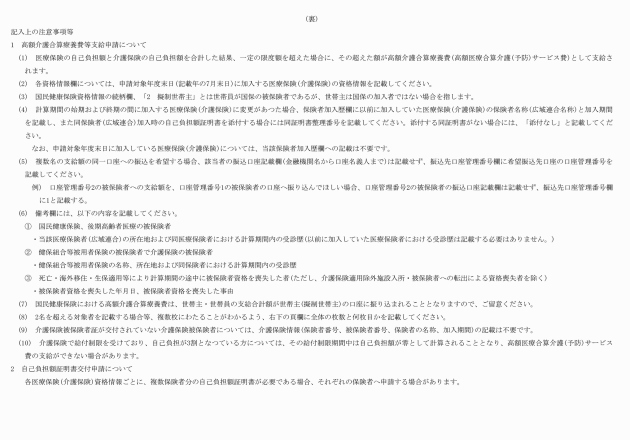 (裏)
記入上の注意事項等
1 高額介護合算療養費等支給申請について
(1) 医療保険の自己負担額と介護保険の自己負担額を合計した結果、一定の限度額を超えた場合に、その超えた額が高額介護合算療養費(高額医療合算介護(予防)サービス費)として支給さ
れます。
(2) 各資格情報欄については、申請対象年度末日(記載年の7月末日)に加入する医療保険(介護保険)の資格情報を記載してください。
(3) 国民健康保険資格情報の続柄欄、「2 擬制世帯主」とは世帯員が国保の被保険者であるが、世帯主は国保の加入者ではない場合を指します。
(4) 計算期間の始期および終期の間に加入する医療保険(介護保険)に変更があつた場合、保険者加入歴欄に以前に加入していた医療保険(介護保険)の保険者名称(広域連合名称)と加入期間
を記載し、また同保険者(広域連合)加入時の自己負担額証明書を添付する場合には同証明書整理番号を記載してください。添付する同証明書がない場合には、「添付なし」と記載してくだ
さい。
なお、申請対象年度末日に加入している医療保険(介護保険)については、当該保険者加入歴欄への記載は不要です。
(5) 複数名の支給額の同一口座への振込を希望する場合、該当者の振込口座記載欄(金融機関名から口座名義人まで)は記載せず、振込先口座管理番号欄に希望振込先の口座の口座管理番号を
記載してください。
例) 口座管理番号2の被保険者への支給額を、口座管理番号1の被保険者の口座へ振り込んでほしい場合、口座管理番号2の被保険者の振込口座記載欄は記載せず、振込先口座管理番号欄
に1と記載する。
(6) 備考欄には、以下の内容を記載してください。
① 国民健康保険、後期高齢者医療の被保険者
・当該医療保険者(広域連合)の所在地および同医療保険者における計算期間内の受診歴(以前に加入していた医療保険者における受診歴は記載する必要はありません。)
② 健保組合等被用者保険の被保険者で介護保険の被保険者
・健保組合等被用者保険の名称、所在地および同保険者における計算期間内の受診歴
③ 死亡・海外移住・生保適用等により計算期間の途中に被保険者資格を喪失した者(ただし、介護保険適用除外施設入所・被保険者への転出による資格喪失者を除く)
・被保険者資格を喪失した年月日、被保険者資格を喪失した事由
(7) 国民健康保険における高額介護合算療養費は、世帯主・世帯員の支給合計額が世帯主(擬制世帯主)の口座に振り込まれることとなりますので、ご留意ください。
(8) 2名を超える対象者を記載する場合等、複数枚にわたることがわかるよう、右下の頁欄に全体の枚数と何枚目かを記載してください。
(9) 介護保険被保険者証が交付されていない介護保険被保険者については、介護保険情報(保険者番号、被保険者番号、保険者の名称、加入期間)の記載は不要です。
(10) 介護保険で給付制限を受けており、自己負担が3割となつている方については、その給付制限期間中は自己負担額が零として計算されることとなり、高額医療合算介護(予防)サービス
費の支給ができない場合があります。
2 自己負担額証明書交付申請について
各医療保険(介護保険)資格情報ごとに、複数保険者分の自己負担額証明書が必要である場合、それぞれの保険者へ申請する場合があります。